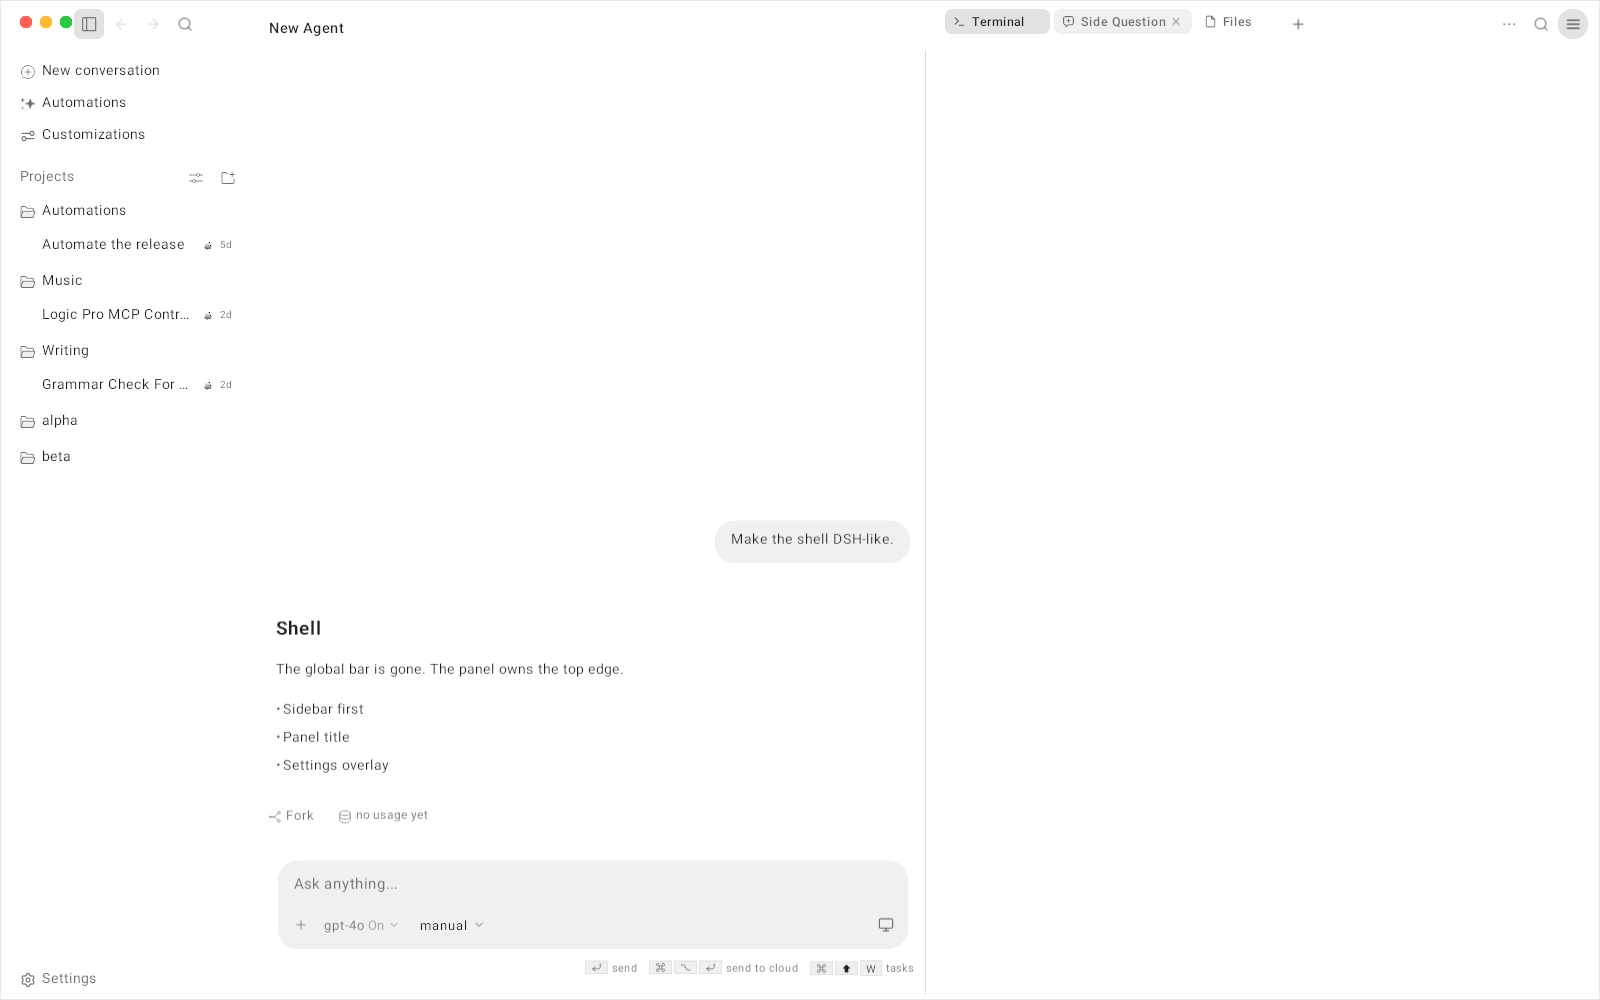 New Agent
Terminal
Side Question
Files
New conversation
Automations
Customizations
Projects
Automations
Automate the release 5d
Music
Logic Pro MCP Contr... 2d
Writing
Grammar Check For ... 2d
alpha
beta
Make the shell DSH-like.
Shell
The global bar is gone. The panel owns the top edge.
• Sidebar first
• Panel title
• Settings overlay
Fork no usage yet
Ask anything...
gpt-4o On manual
↵ send ⌘ ⌥ ↵ send to cloud ⌘ ⬆ W tasks
Settings